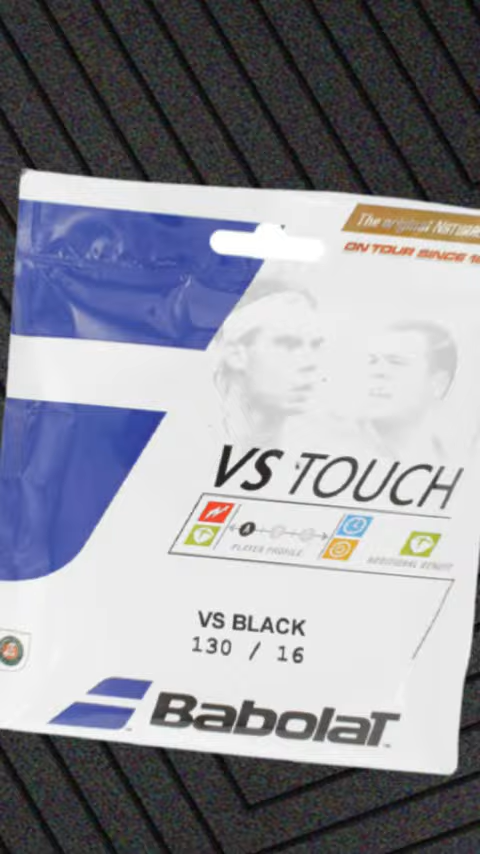 The original
ON TOUR SINCE
VS TOUCH
PLAYER PROFILE
ADDITIONAL BENEFIT
VS BLACK
130 / 16
BabolaT